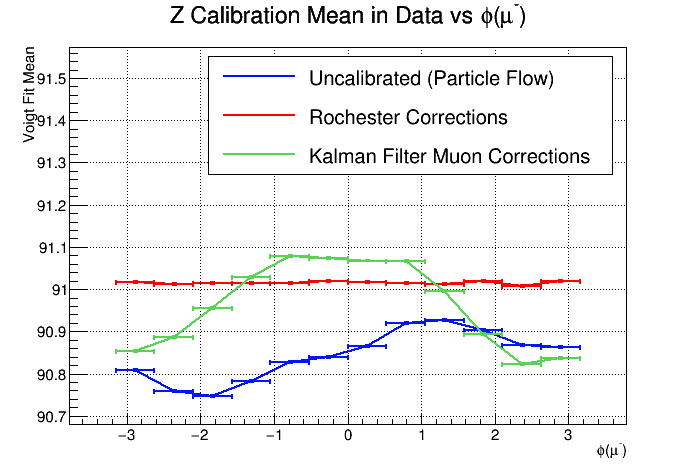 Z Calibration Mean in Data vs ϕ(μ⁻)
Voigt Fit Mean
Uncalibrated (Particle Flow)
Rochester Corrections
Kalman Filter Muon Corrections
91.5
91.4
91.3
91.2
91.1
91
90.9
90.8
90.7
−3 −2 −1 0 1 2 3
ϕ(μ⁻)